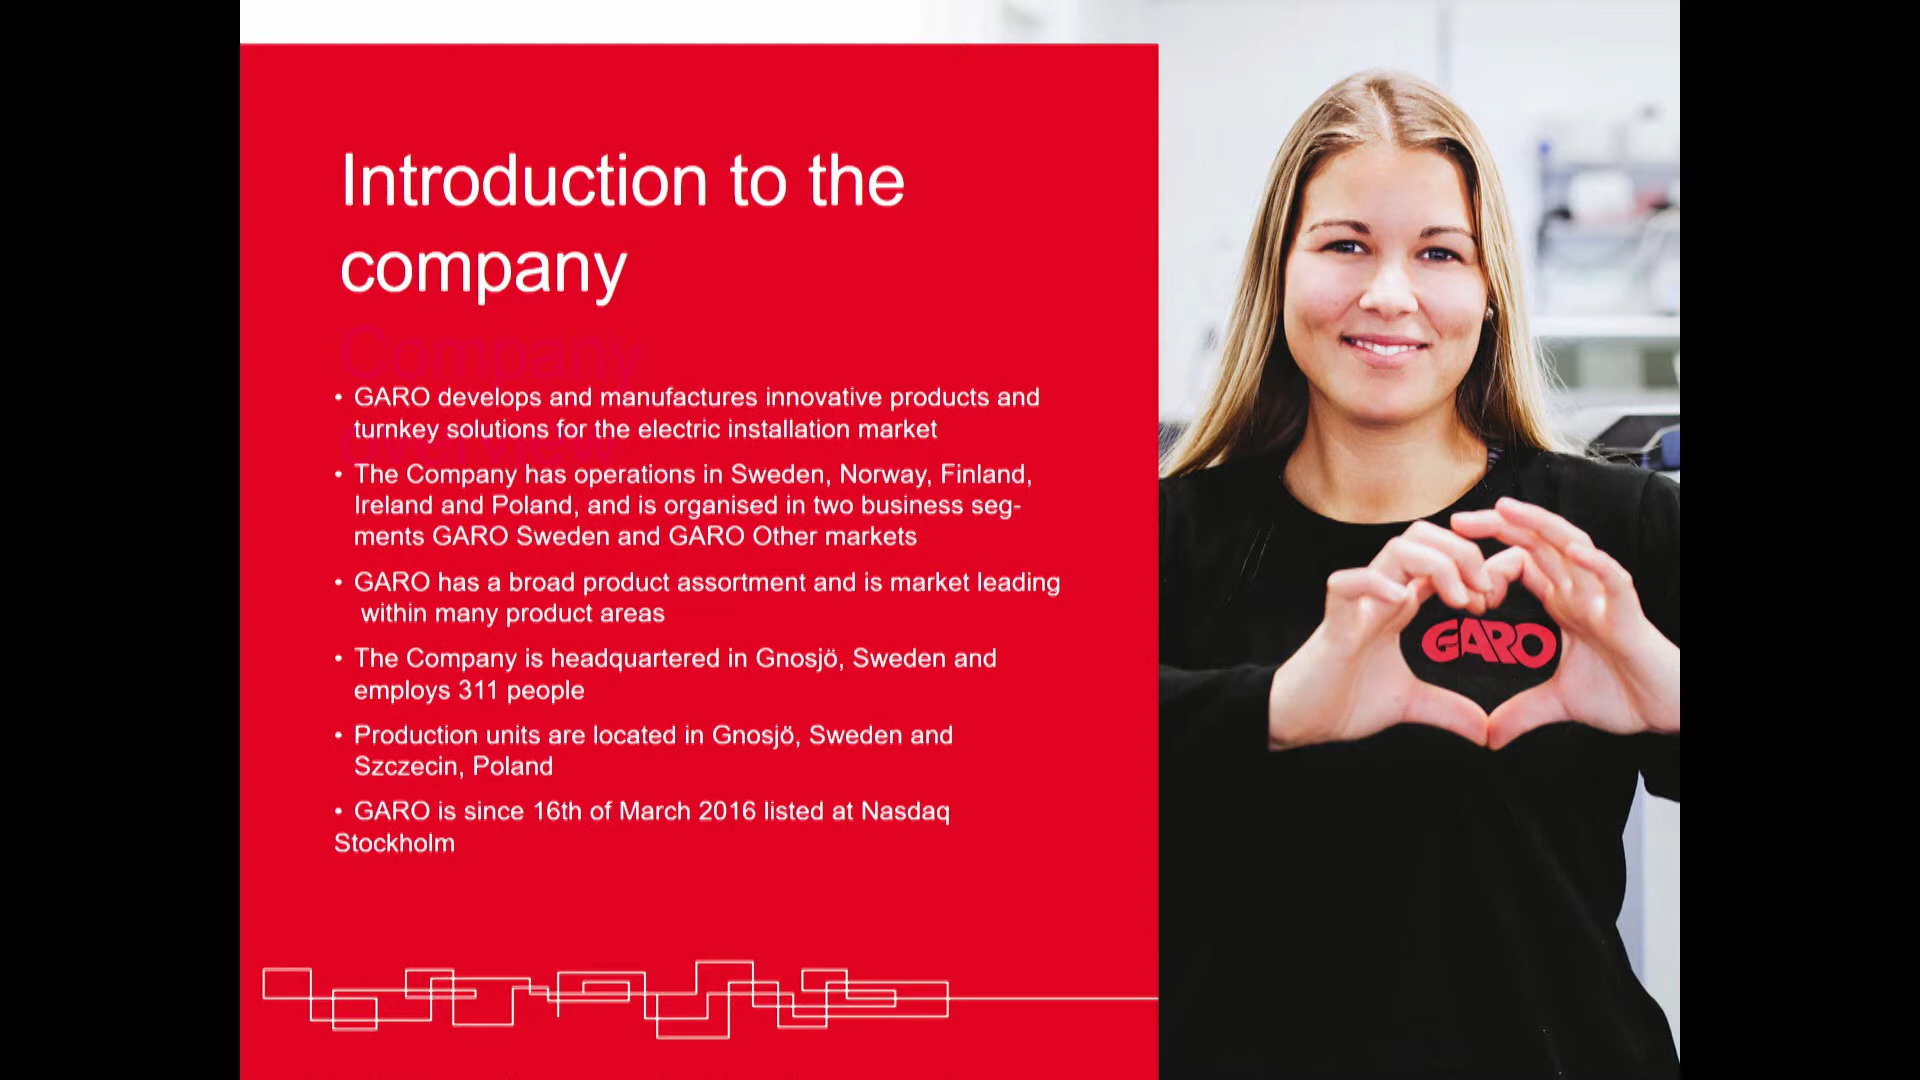 Introduction to the
company
Company
overview
• GARO develops and manufactures innovative products and
turnkey solutions for the electric installation market
• The Company has operations in Sweden, Norway, Finland,
Ireland and Poland, and is organised in two business seg-
ments GARO Sweden and GARO Other markets
• GARO has a broad product assortment and is market leading
within many product areas
• The Company is headquartered in Gnosjö, Sweden and
employs 311 people
• Production units are located in Gnosjö, Sweden and
Szczecin, Poland
• GARO is since 16th of March 2016 listed at Nasdaq
Stockholm
GARO